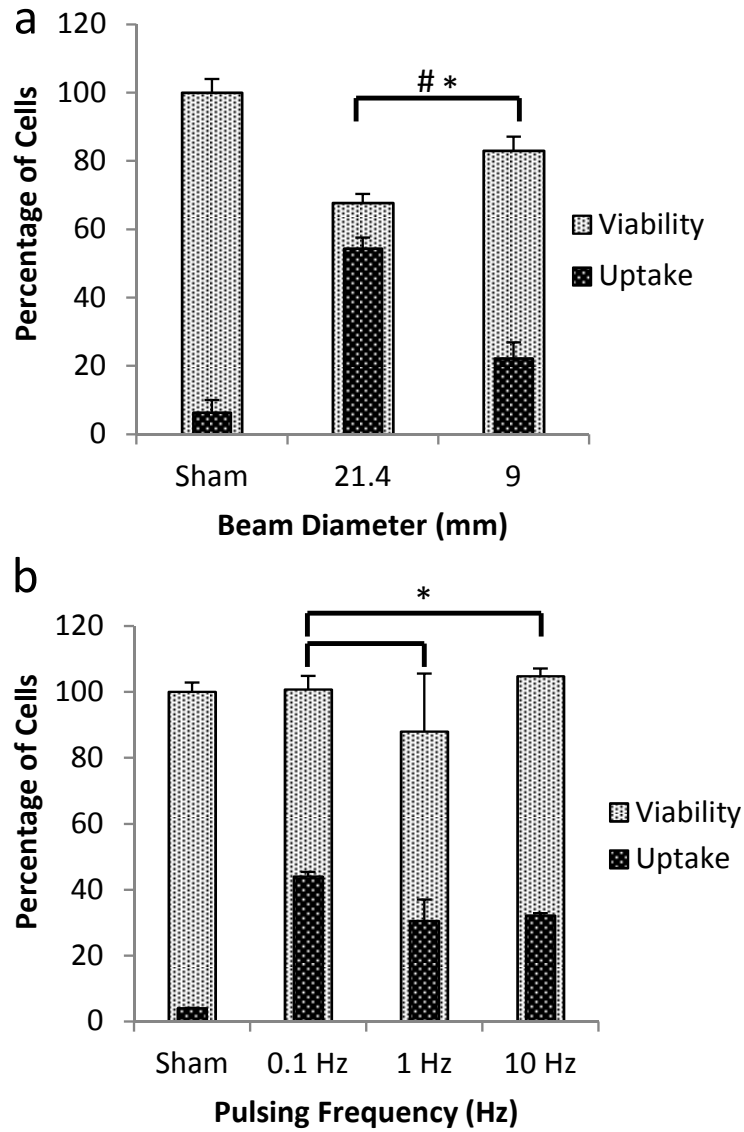 a
120
100
80
60
40
20
0
Percentage of Cells
# *
Viability
Uptake
Sham 21.4 9
Beam Diameter (mm)
b
120
100
80
60
40
20
0
Percentage of Cells
*
Viability
Uptake
Sham 0.1 Hz 1 Hz 10 Hz
Pulsing Frequency (Hz)